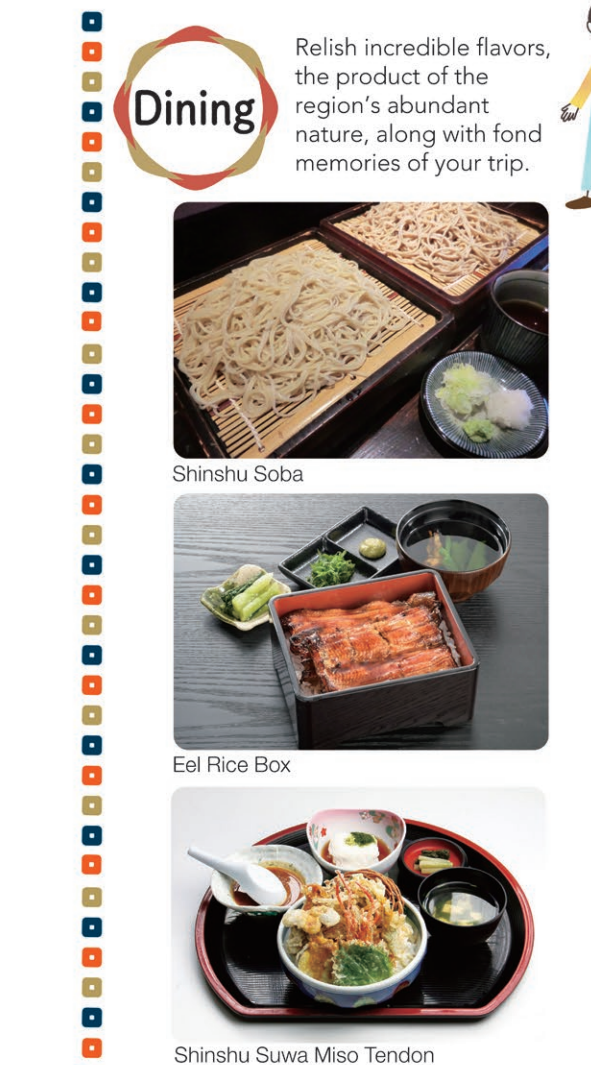 Dining
Relish incredible flavors,
the product of the
region's abundant
nature, along with fond
memories of your trip.
Shinshu Soba
Eel Rice Box
Shinshu Suwa Miso Tendon